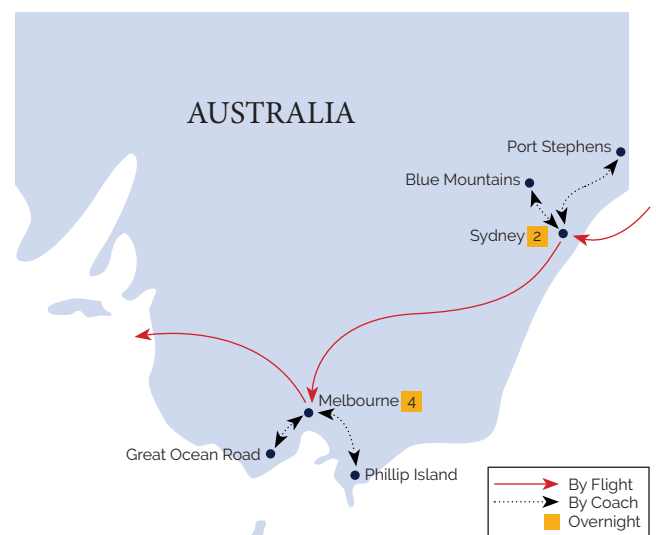 AUSTRALIA
Port Stephens
Blue Mountains
Sydney 2
Melbourne 4
Great Ocean Road
Phillip Island
By Flight
By Coach
Overnight